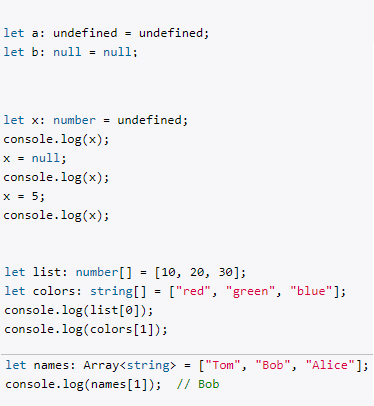 let a: undefined = undefined;
let b: null = null;
let x: number = undefined;
console.log(x);
x = null;
console.log(x);
x = 5;
console.log(x);
let list: number[] = [10, 20, 30];
let colors: string[] = ["red", "green", "blue"];
console.log(list[0]);
console.log(colors[1]);
let names: Array<string> = ["Tom", "Bob", "Alice"];
console.log(names[1]);  // Bob